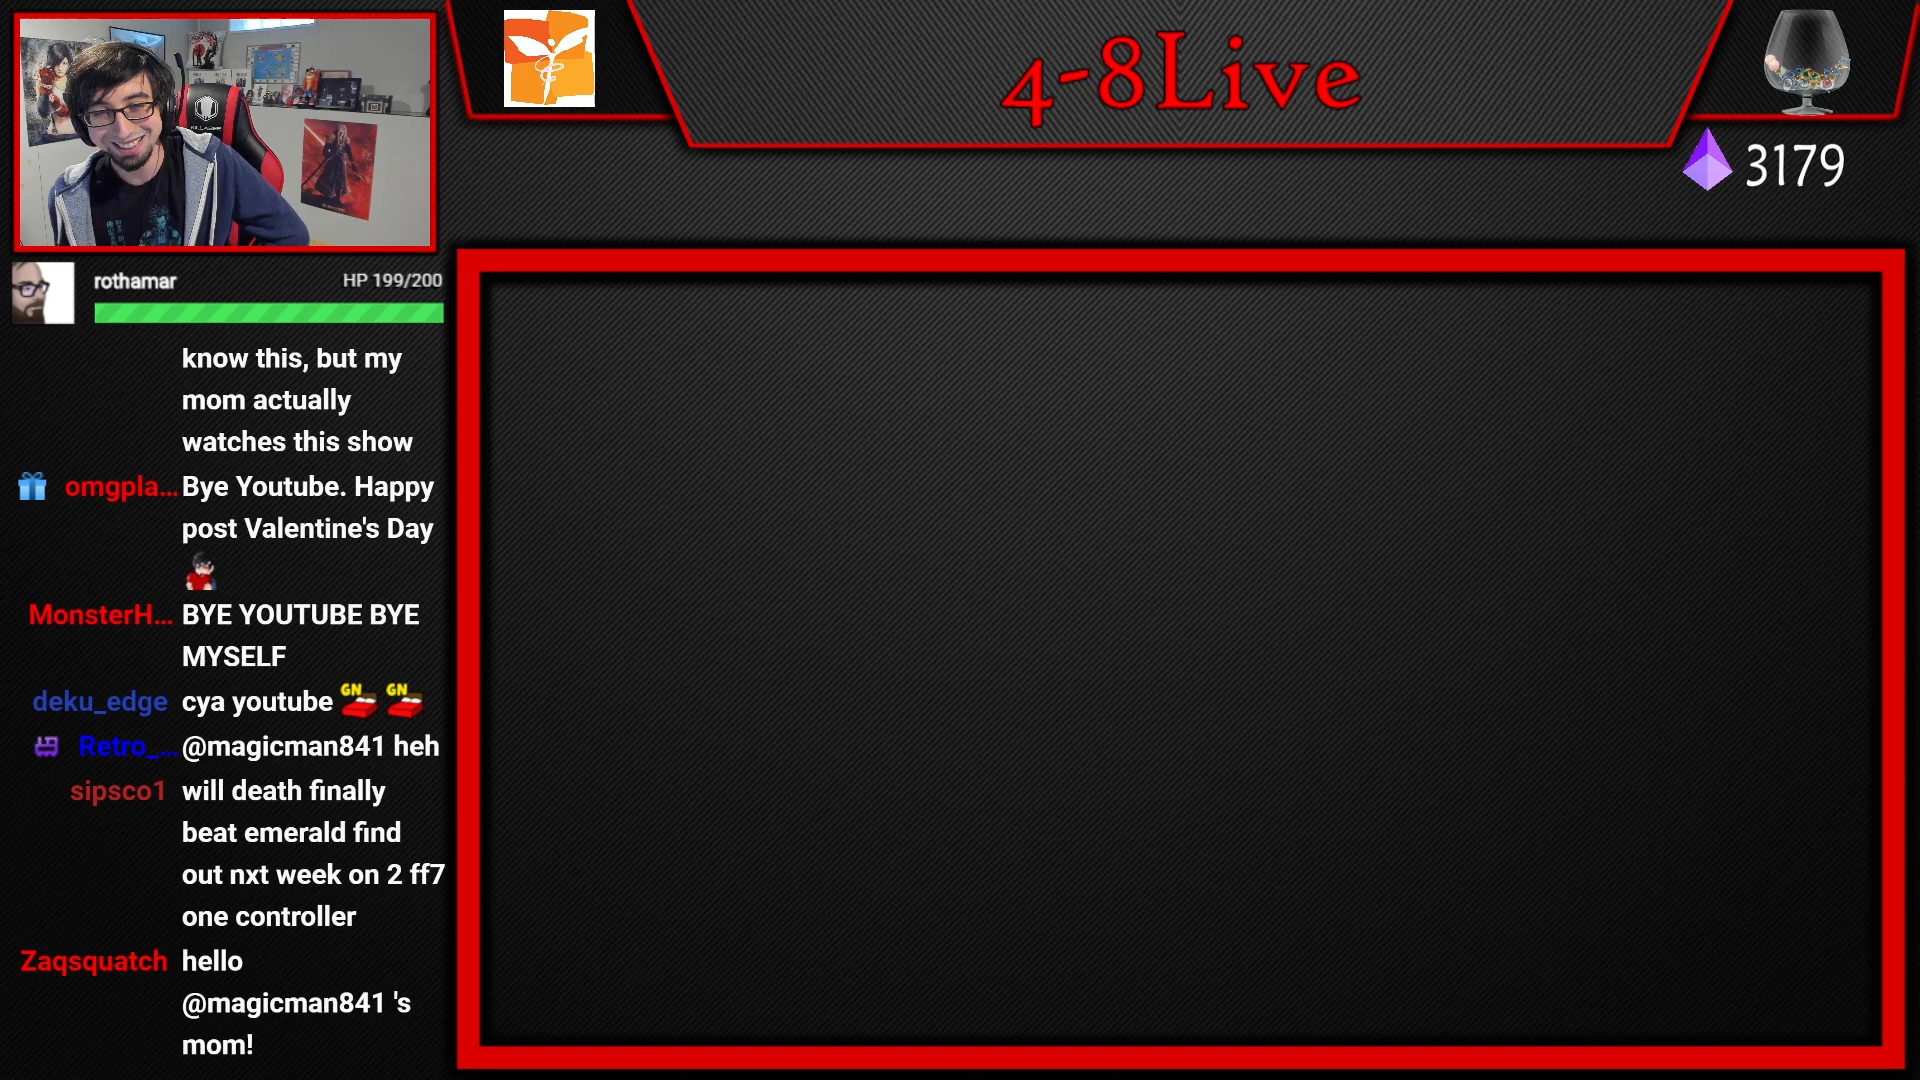 4-8Live
3179
rothamar
HP 199/200
know this, but my
mom actually
watches this show
omgpla... Bye Youtube. Happy
post Valentine's Day
MonsterH... BYE YOUTUBE BYE
MYSELF
deku_edge cya youtube GN GN
Retro_... @magicman841 heh
sipsco1 will death finally
beat emerald find
out nxt week on 2 ff7
one controller
Zaqsquatch hello
@magicman841 's
mom!